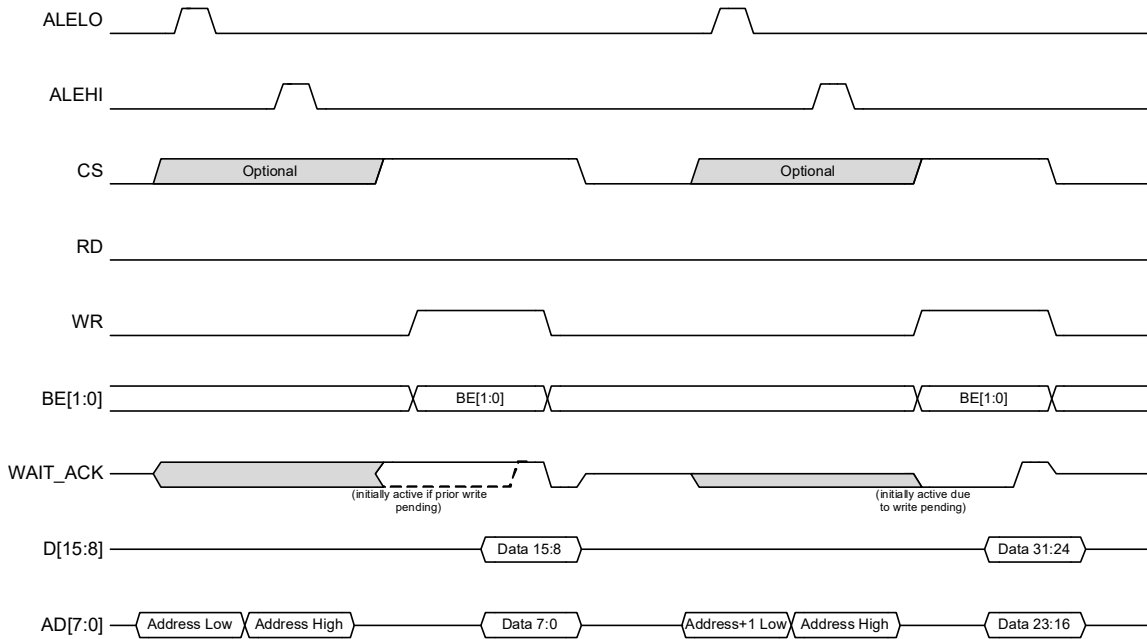 ALELO
ALEHI
CS
Optional
Optional
RD
WR
BE[1:0]
BE[1:0]
BE[1:0]
WAIT_ACK
(initially active if prior write
pending)
(initially active due
to write pending)
D[15:8]
Data 15:8
Data 31:24
AD[7:0]
Address Low
Address High
Data 7:0
Address+1 Low
Address High
Data 23:16